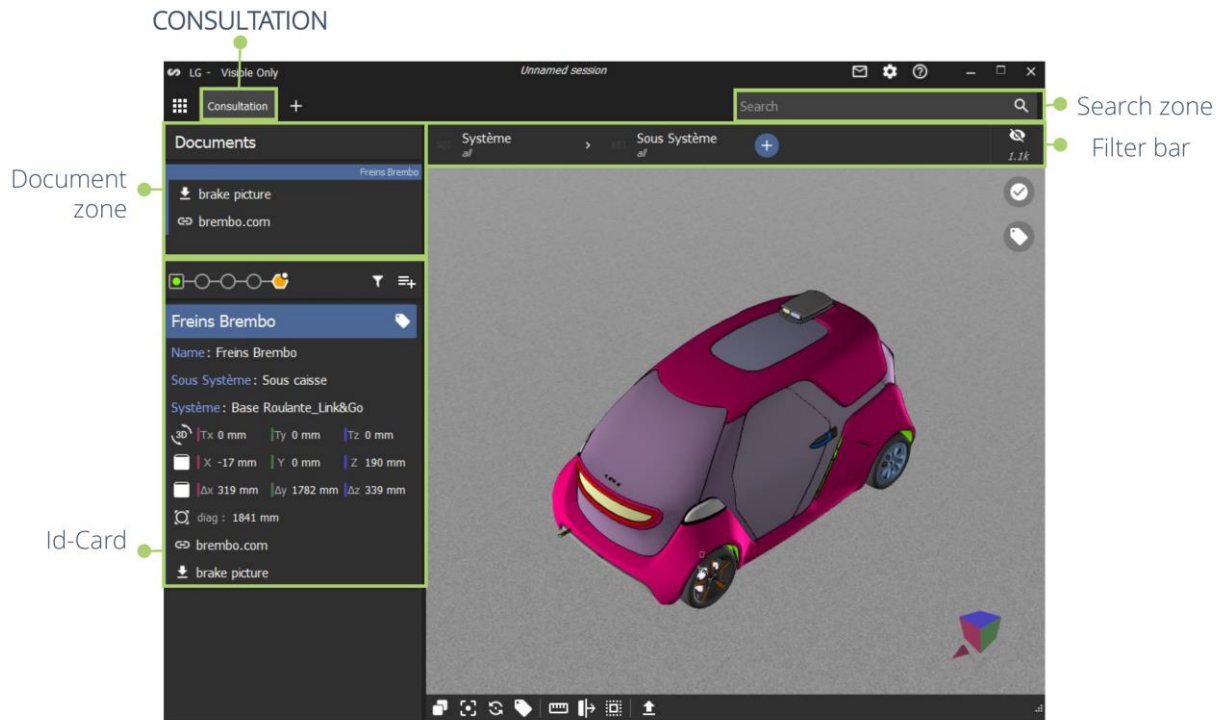 CONSULTATION
LG - Visible Only
Unnamed session
Consultation
Search
Search zone
Documents
Système
all
Sous Système
all
1.1k
Filter bar
Freins Brembo
brake picture
brembo.com
Document
zone
Freins Brembo
Name : Freins Brembo
Sous Système : Sous caisse
Système : Base Roulante_Link&Go
3D Tx 0 mm Ty 0 mm Tz 0 mm
X -17 mm Y 0 mm Z 190 mm
Δx 319 mm Δy 1782 mm Δz 339 mm
diag : 1841 mm
brembo.com
brake picture
Id-Card